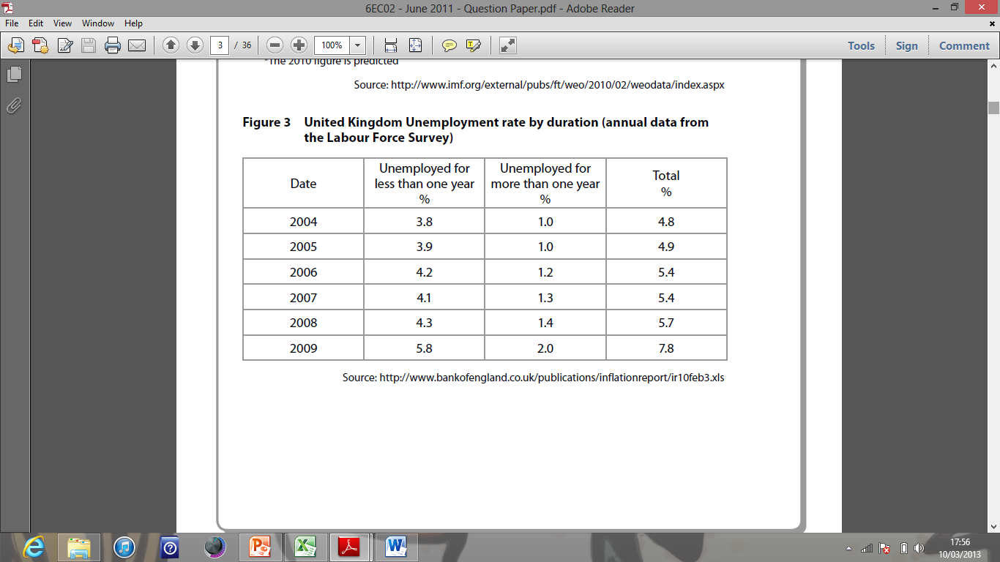 6EC02 - June 2011 - Question Paper.pdf - Adobe Reader
File Edit View Window Help
3 / 36 100% Tools Sign Comment
*The 2010 figure is predicted
Source: http://www.imf.org/external/pubs/ft/weo/2010/02/weodata/index.aspx
Figure 3 United Kingdom Unemployment rate by duration (annual data from
the Labour Force Survey)
Date
Unemployed for
less than one year
%
Unemployed for
more than one year
%
Total
%
2004 3.8 1.0 4.8
2005 3.9 1.0 4.9
2006 4.2 1.2 5.4
2007 4.1 1.3 5.4
2008 4.3 1.4 5.7
2009 5.8 2.0 7.8
Source: http://www.bankofengland.co.uk/publications/inflationreport/ir10feb3.xls
17:56
10/03/2013